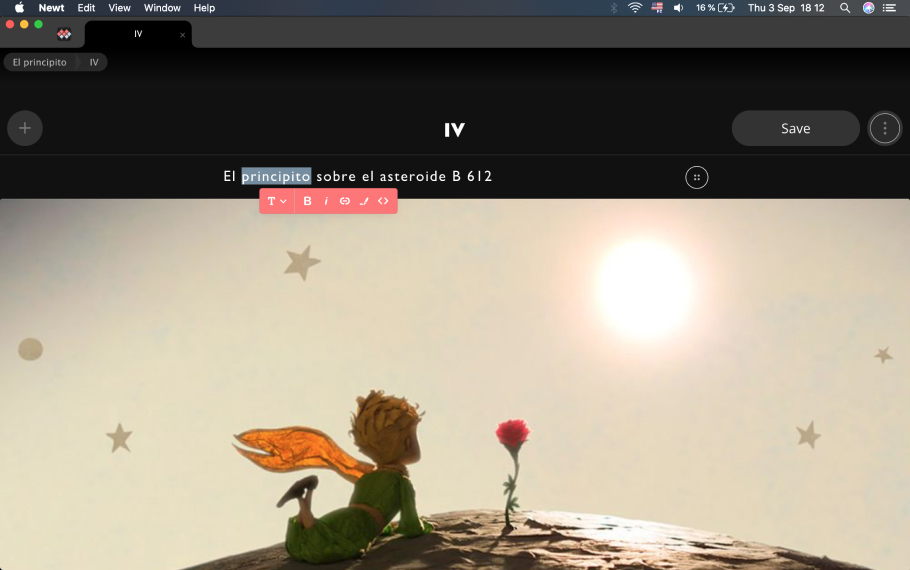 Newt Edit View Window Help 16 % Thu 3 Sep 18 12
IV
El principito IV
IV
Save
El principito sobre el asteroide B 612
T B i